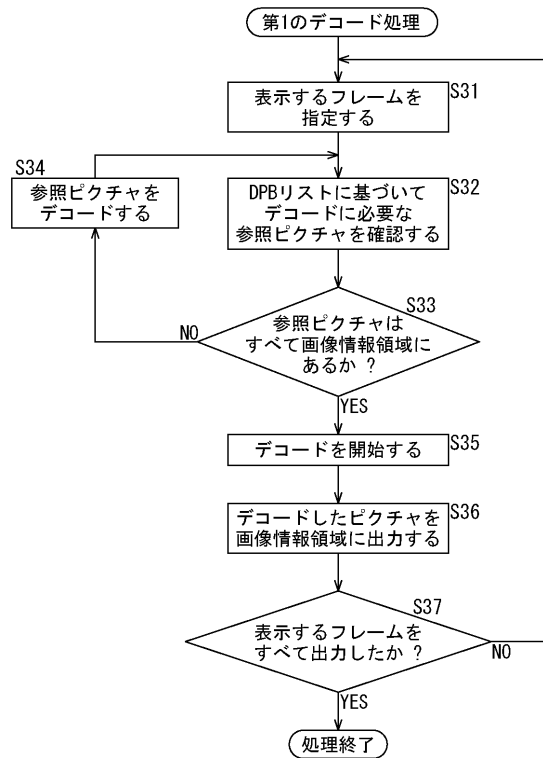 第1のデコード処理
S31
表示するフレームを
指定する
S34
参照ピクチャを
デコードする
S32
DPBリストに基づいて
デコードに必要な
参照ピクチャを確認する
S33
参照ピクチャは
すべて画像情報領域に
あるか ?
NO
YES
S35
デコードを開始する
S36
デコードしたピクチャを
画像情報領域に出力する
S37
表示するフレームを
すべて出力したか ?
NO
YES
処理終了